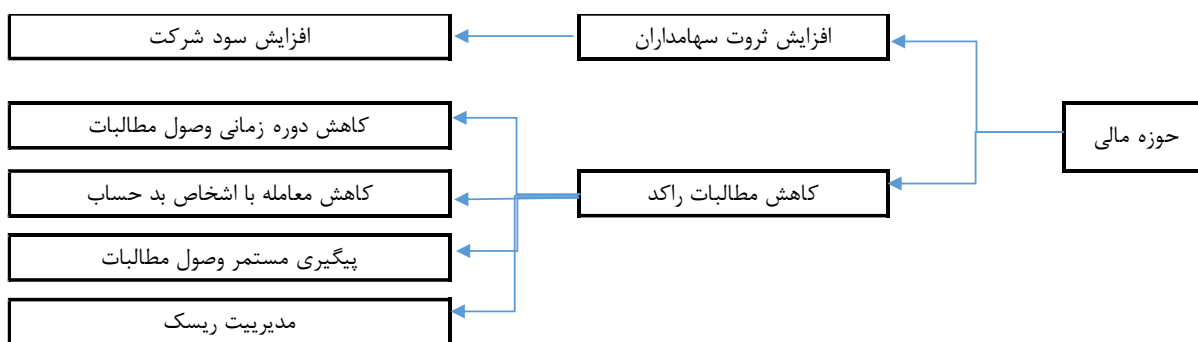 حوزه مالی
افزایش ثروت سهامداران
افزایش سود شرکت
کاهش مطالبات راکد
کاهش دوره زمانی وصول مطالبات
کاهش معامله با اشخاص بد حساب
پیگیری مستمر وصول مطالبات
مدیرییت ریسک